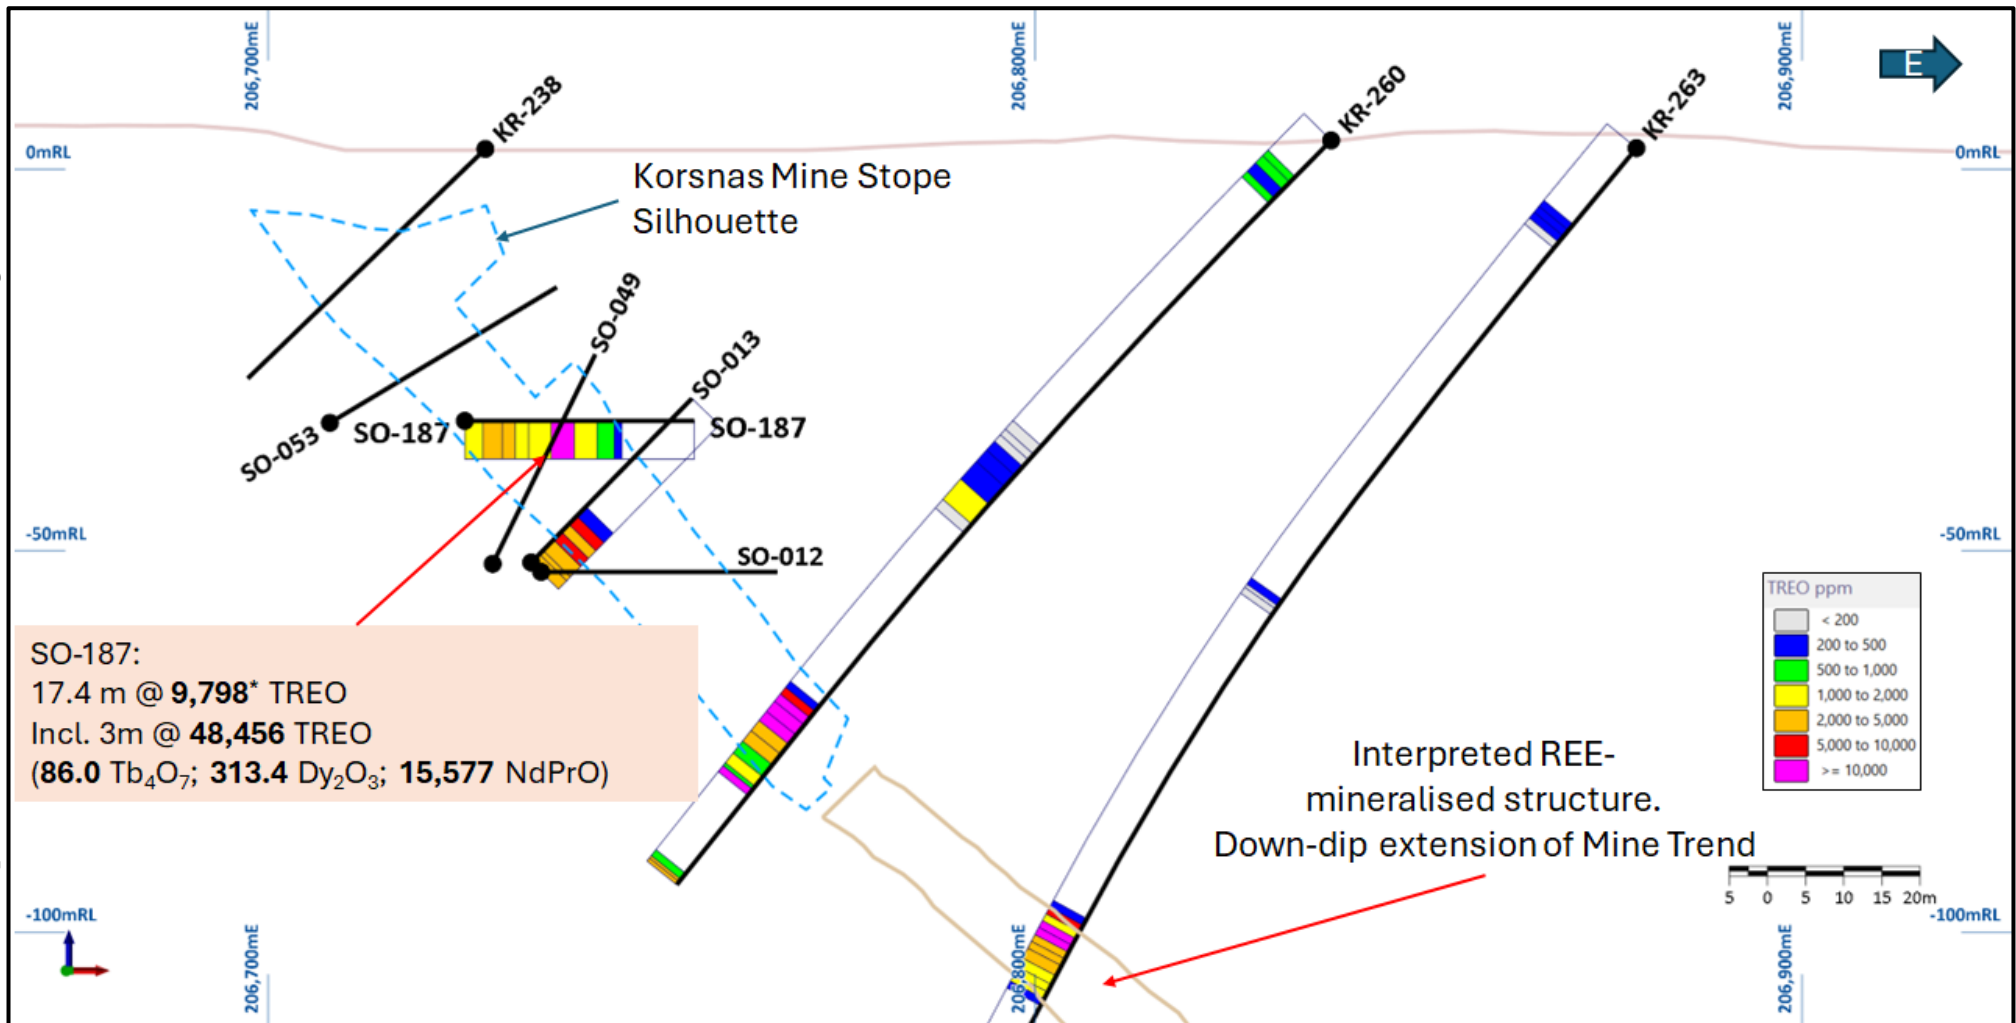 206,700mE
206,800mE
206,900mE
E
KR-238
KR-260
KR-263
0mRL
0mRL
Korsnas Mine Stope
Silhouette
SO-049
SO-013
SO-053
SO-187
SO-187
-50mRL
-50mRL
SO-012
TREO ppm
< 200
200 to 500
500 to 1,000
1,000 to 2,000
2,000 to 5,000
5,000 to 10,000
>= 10,000
SO-187:
17.4 m @ 9,798* TREO
Incl. 3m @ 48,456 TREO
(86.0 Tb₄O₇; 313.4 Dy₂O₃; 15,577 NdPrO)
Interpreted REE-
mineralised structure.
Down-dip extension of Mine Trend
5 0 5 10 15 20m
-100mRL
-100mRL
206,700mE
206,800mE
206,900mE